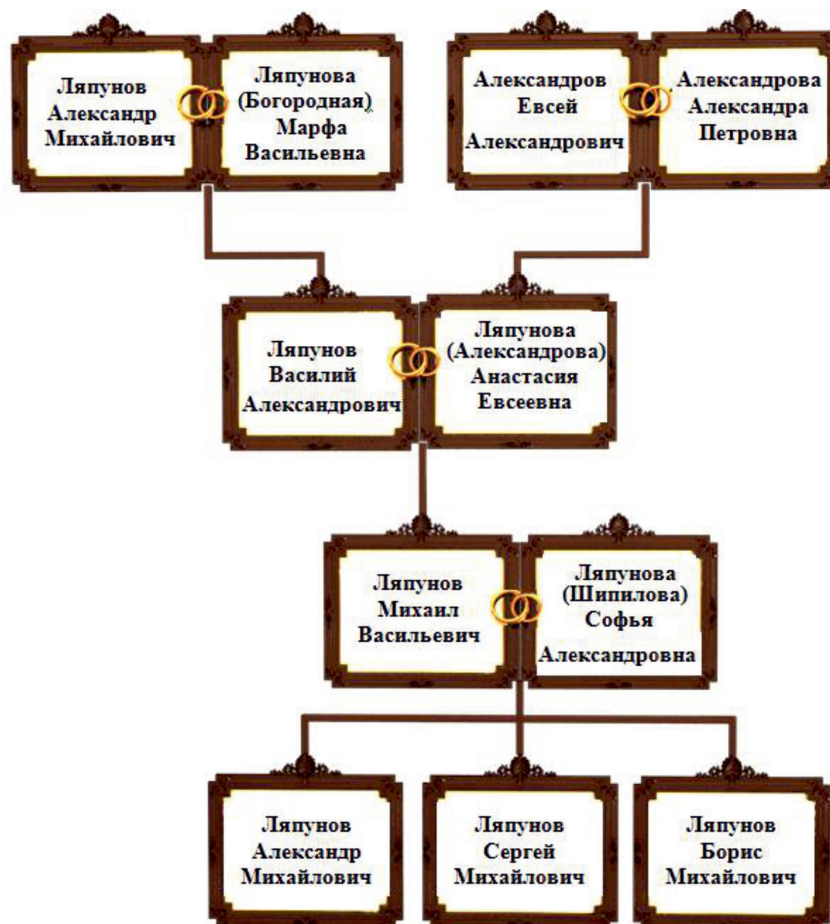 Ляпунов
Александр
Михайлович
Ляпунова
(Богородная)
Марфа
Васильевна
Александров
Евсей
Александрович
Александрова
Александра
Петровна
Ляпунов
Василий
Александрович
Ляпунова
(Александрова)
Анастасия
Евсеевна
Ляпунов
Михаил
Васильевич
Ляпунова
(Шипилова)
Софья
Александровна
Ляпунов
Александр
Михайлович
Ляпунов
Сергей
Михайлович
Ляпунов
Борис
Михайлович